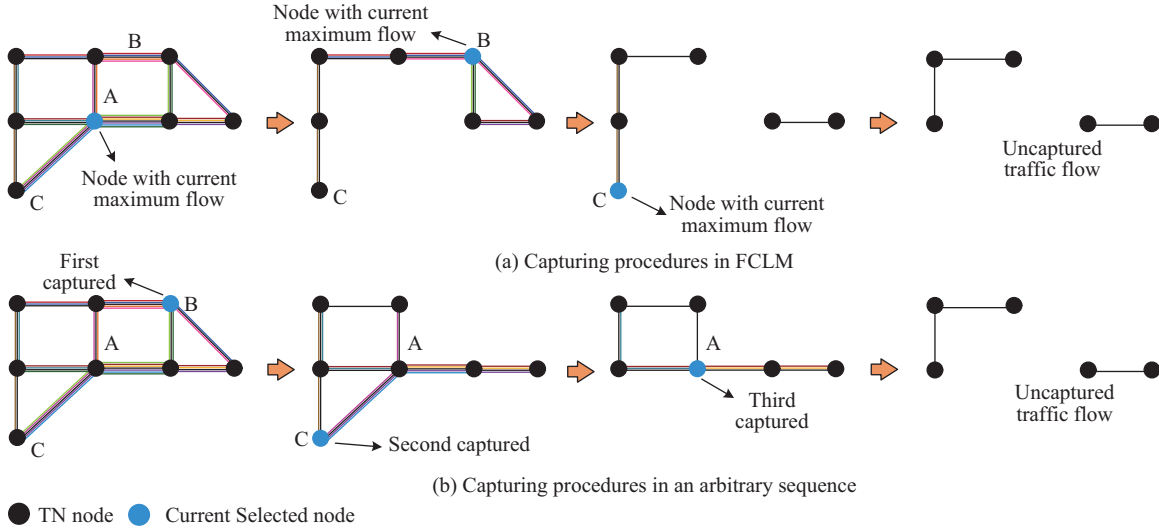 B
A
C
Node with current
maximum flow
Node with current
maximum flow
B
C
C
Node with current
maximum flow
Uncaptured
traffic flow
(a) Capturing procedures in FCLM
First
captured
B
A
C
C
Second captured
A
A
Third
captured
Uncaptured
traffic flow
(b) Capturing procedures in an arbitrary sequence
TN node
Current Selected node